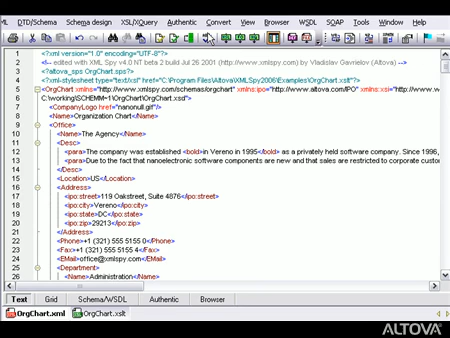 ML DTD/Schema Schema design XSL/XQuery Authentic Convert View Browser WSDL SOAP Tools Window Help
1 <?xml version="1.0" encoding="UTF-8"?>
2 <!-- edited with XML Spy v4.0 NT beta 2 build Jul 26 2001 (http://www.xmlspy.com) by Vladislav Gavrielov (Altova) -->
3 <?altova_sps OrgChart.sps?>
4 <?xml-stylesheet type="text/xsl" href="C:\Program Files\Altova\XMLSpy2006\Examples\OrgChart.xslt"?>
5 <OrgChart xmlns="http://www.xmlspy.com/schemas/orgchart" xmlns:ipo="http://www.altova.com/IPO" xmlns:xsi="http://www.w
6 C:\working\SCHEMM~1\OrgChart\OrgChart.xsd">
7 <CompanyLogo href="nanonull.gif"/>
8 <Name>Organization Chart</Name>
9 <Office>
10 <Name>The Agency</Name>
11 <Desc>
12 <para>The company was established <bold>in Vereno in 1995</bold> as a privately held software company. Since 1996,
13 <para>Due to the fact that nanoelectronic software components are new and that sales are restricted to corporate custom
14 </Desc>
15 <Location>US</Location>
16 <Address>
17 <ipo:street>119 Oakstreet, Suite 4876</ipo:street>
18 <ipo:city>Vereno</ipo:city>
19 <ipo:state>DC</ipo:state>
20 <ipo:zip>29213</ipo:zip>
21 </Address>
22 <Phone>+1 (321) 555 5155 0</Phone>
23 <Fax>+1 (321) 555 5155 4</Fax>
24 <EMail>office@xmlspy.com</EMail>
25 <Department>
26 <Name>Administration</Name>
Text Grid Schema/WSDL Authentic Browser
OrgChart.xml OrgChart.xslt
ALTOVA